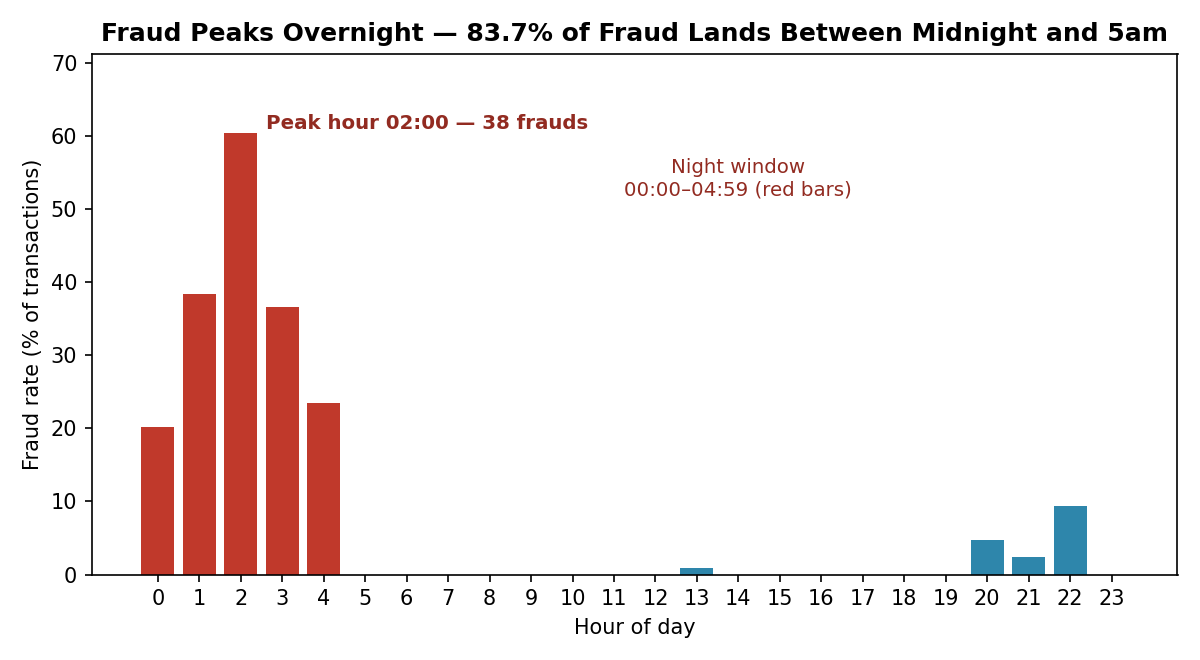 Fraud Peaks Overnight — 83.7% of Fraud Lands Between Midnight and 5am
70
60
50
40
30
20
10
0
Fraud rate (% of transactions)
Peak hour 02:00 — 38 frauds
Night window
00:00–04:59 (red bars)
0 1 2 3 4 5 6 7 8 9 10 11 12 13 14 15 16 17 18 19 20 21 22 23
Hour of day